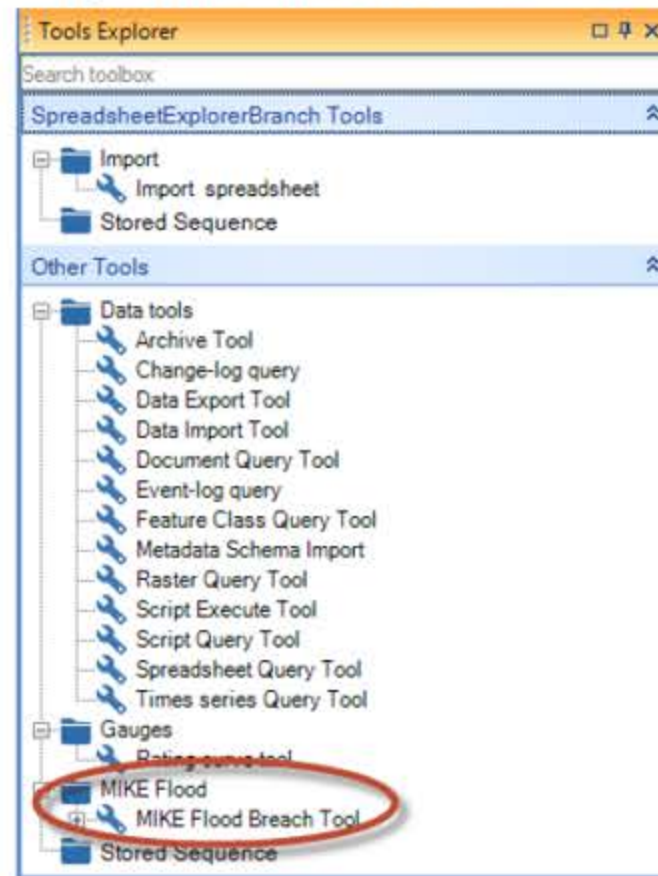 Tools Explorer
Search toolbox
SpreadsheetExplorerBranch Tools
Import
Import spreadsheet
Stored Sequence
Other Tools
Data tools
Archive Tool
Change-log query
Data Export Tool
Data Import Tool
Document Query Tool
Event-log query
Feature Class Query Tool
Metadata Schema Import
Raster Query Tool
Script Execute Tool
Script Query Tool
Spreadsheet Query Tool
Times series Query Tool
Gauges
Rating curve tool
MIKE Flood
MIKE Flood Breach Tool
Stored Sequence